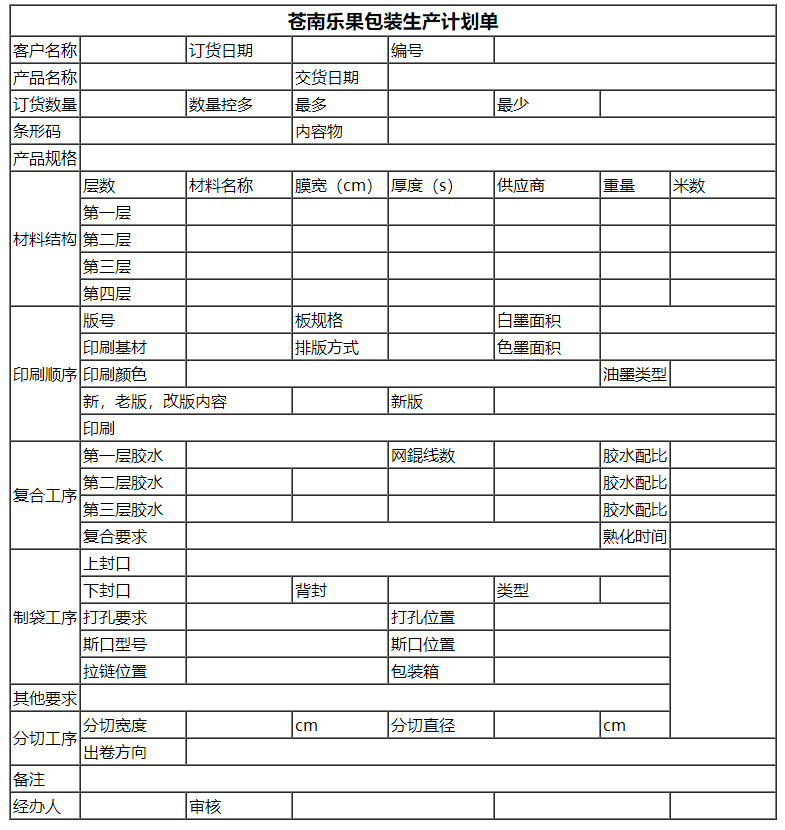 苍南乐果包装生产计划单
客户名称 订货日期 编号
产品名称 交货日期
订货数量 数量控多 最多 最少
条形码 内容物
产品规格
材料结构 层数 材料名称 膜宽（cm） 厚度（s） 供应商 重量 米数
第一层
第二层
第三层
第四层
印刷顺序 版号 板规格 白墨面积
印刷基材 排版方式 色墨面积
印刷颜色 油墨类型
新，老版，改版内容 新版
印刷
复合工序 第一层胶水 网錕线数 胶水配比
第二层胶水 胶水配比
第三层胶水 胶水配比
复合要求 熟化时间
制袋工序 上封口
下封口 背封 类型
打孔要求 打孔位置
斯口型号 斯口位置
拉链位置 包装箱
其他要求
分切工序 分切宽度 cm 分切直径 cm
出卷方向
备注
经办人 审核